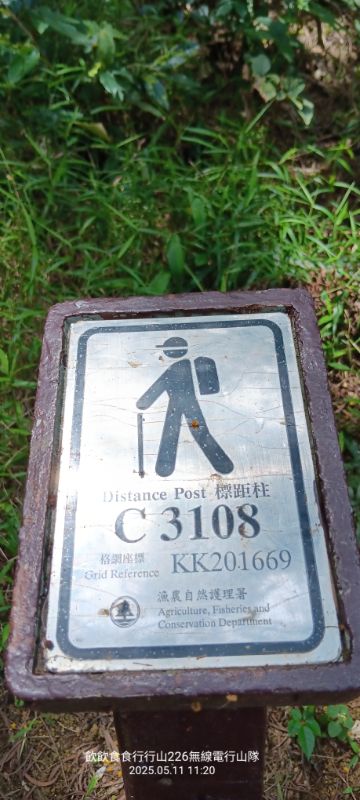 Distance Post 標距柱
C 3108
格網座標
Grid Reference KK201669
漁農自然護理署
Agriculture, Fisheries and
Conservation Department
飲飲食食行行山226無線電行山隊
2025.05.11 11:20